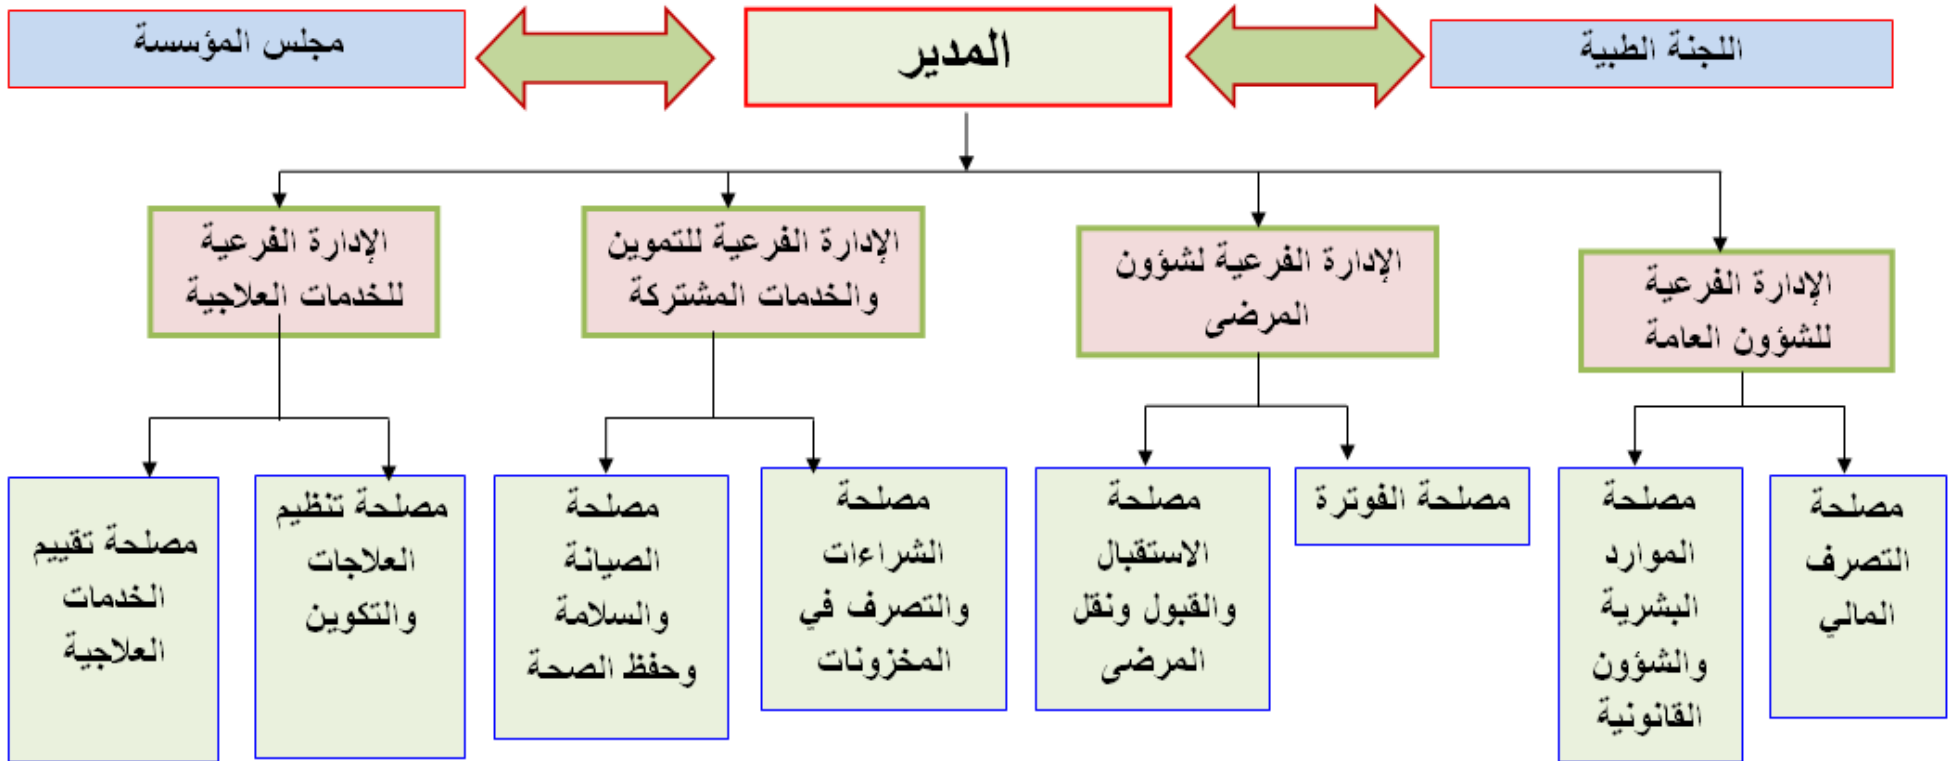 اللجنة الطبية
المدير
مجلس المؤسسة
الإدارة الفرعية
للشؤون العامة
الإدارة الفرعية لشؤون
المرضى
الإدارة الفرعية للتموين
والخدمات المشتركة
الإدارة الفرعية
للخدمات العلاجية
مصلحة
التصرف
المالي
مصلحة
الموارد
البشرية
والشؤون
القانونية
مصلحة الفوترة
مصلحة
الاستقبال
والقبول ونقل
المرضى
مصلحة
الشراءات
والتصرف في
المخزونات
مصلحة
الصيانة
والسلامة
وحفظ الصحة
مصلحة تنظيم
العلاجات
والتكوين
مصلحة تقييم
الخدمات
العلاجية